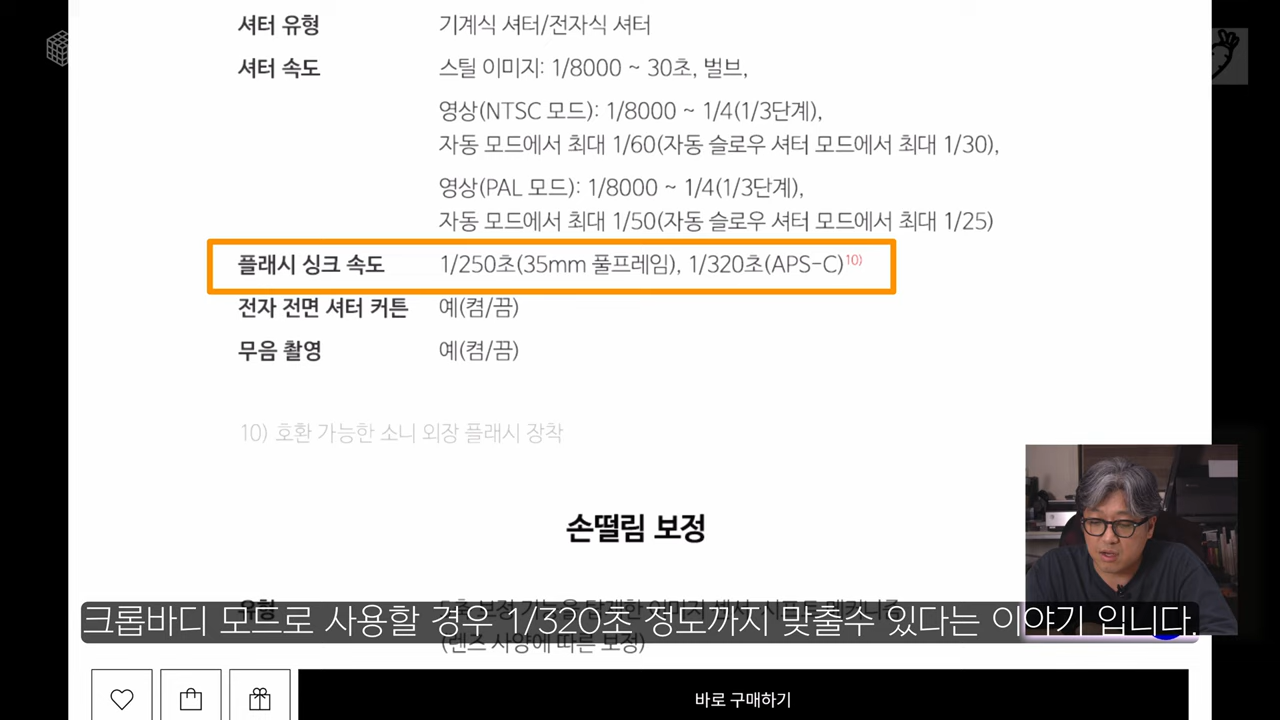 셔터 유형 기계식 셔터/전자식 셔터
셔터 속도 스틸 이미지: 1/8000 ~ 30초, 벌브,
영상(NTSC 모드): 1/8000 ~ 1/4(1/3단계),
자동 모드에서 최대 1/60(자동 슬로우 셔터 모드에서 최대 1/30),
영상(PAL 모드): 1/8000 ~ 1/4(1/3단계),
자동 모드에서 최대 1/50(자동 슬로우 셔터 모드에서 최대 1/25)
플래시 싱크 속도 1/250초(35mm 풀프레임), 1/320초(APS-C)10)
전자 전면 셔터 커튼 예(켬/끔)
무음 촬영 예(켬/끔)
10) 호환 가능한 소니 외장 플래시 장착
손떨림 보정
유형
크롭바디 모드로 사용할 경우 1/320초 정도까지 맞출수 있다는 이야기 입니다.
(렌즈 사양에 따른 보정)
바로 구매하기